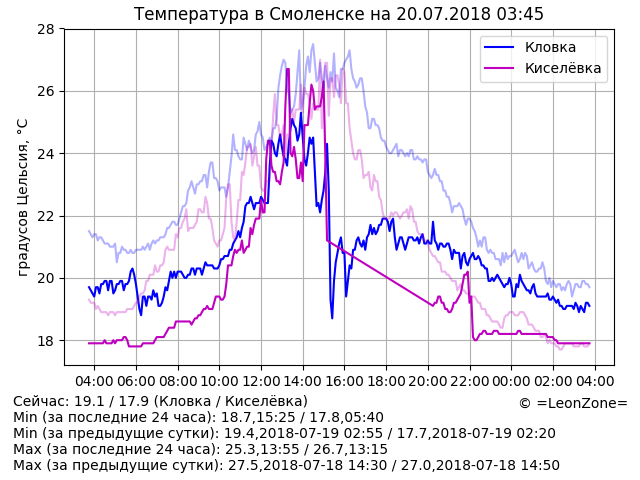 Температура в Смоленске на 20.07.2018 03:45
градусов Цельсия, °C
28
26
24
22
20
18
Кловка
Киселёвка
04:00 06:00 08:00 10:00 12:00 14:00 16:00 18:00 20:00 22:00 00:00 02:00 04:00
Сейчас: 19.1 / 17.9 (Кловка / Киселёвка)
© =LeonZone=
Min (за последние 24 часа): 18.7,15:25 / 17.8,05:40
Min (за предыдущие сутки): 19.4,2018-07-19 02:55 / 17.7,2018-07-19 02:20
Max (за последние 24 часа): 25.3,13:55 / 26.7,13:15
Max (за предыдущие сутки): 27.5,2018-07-18 14:30 / 27.0,2018-07-18 14:50